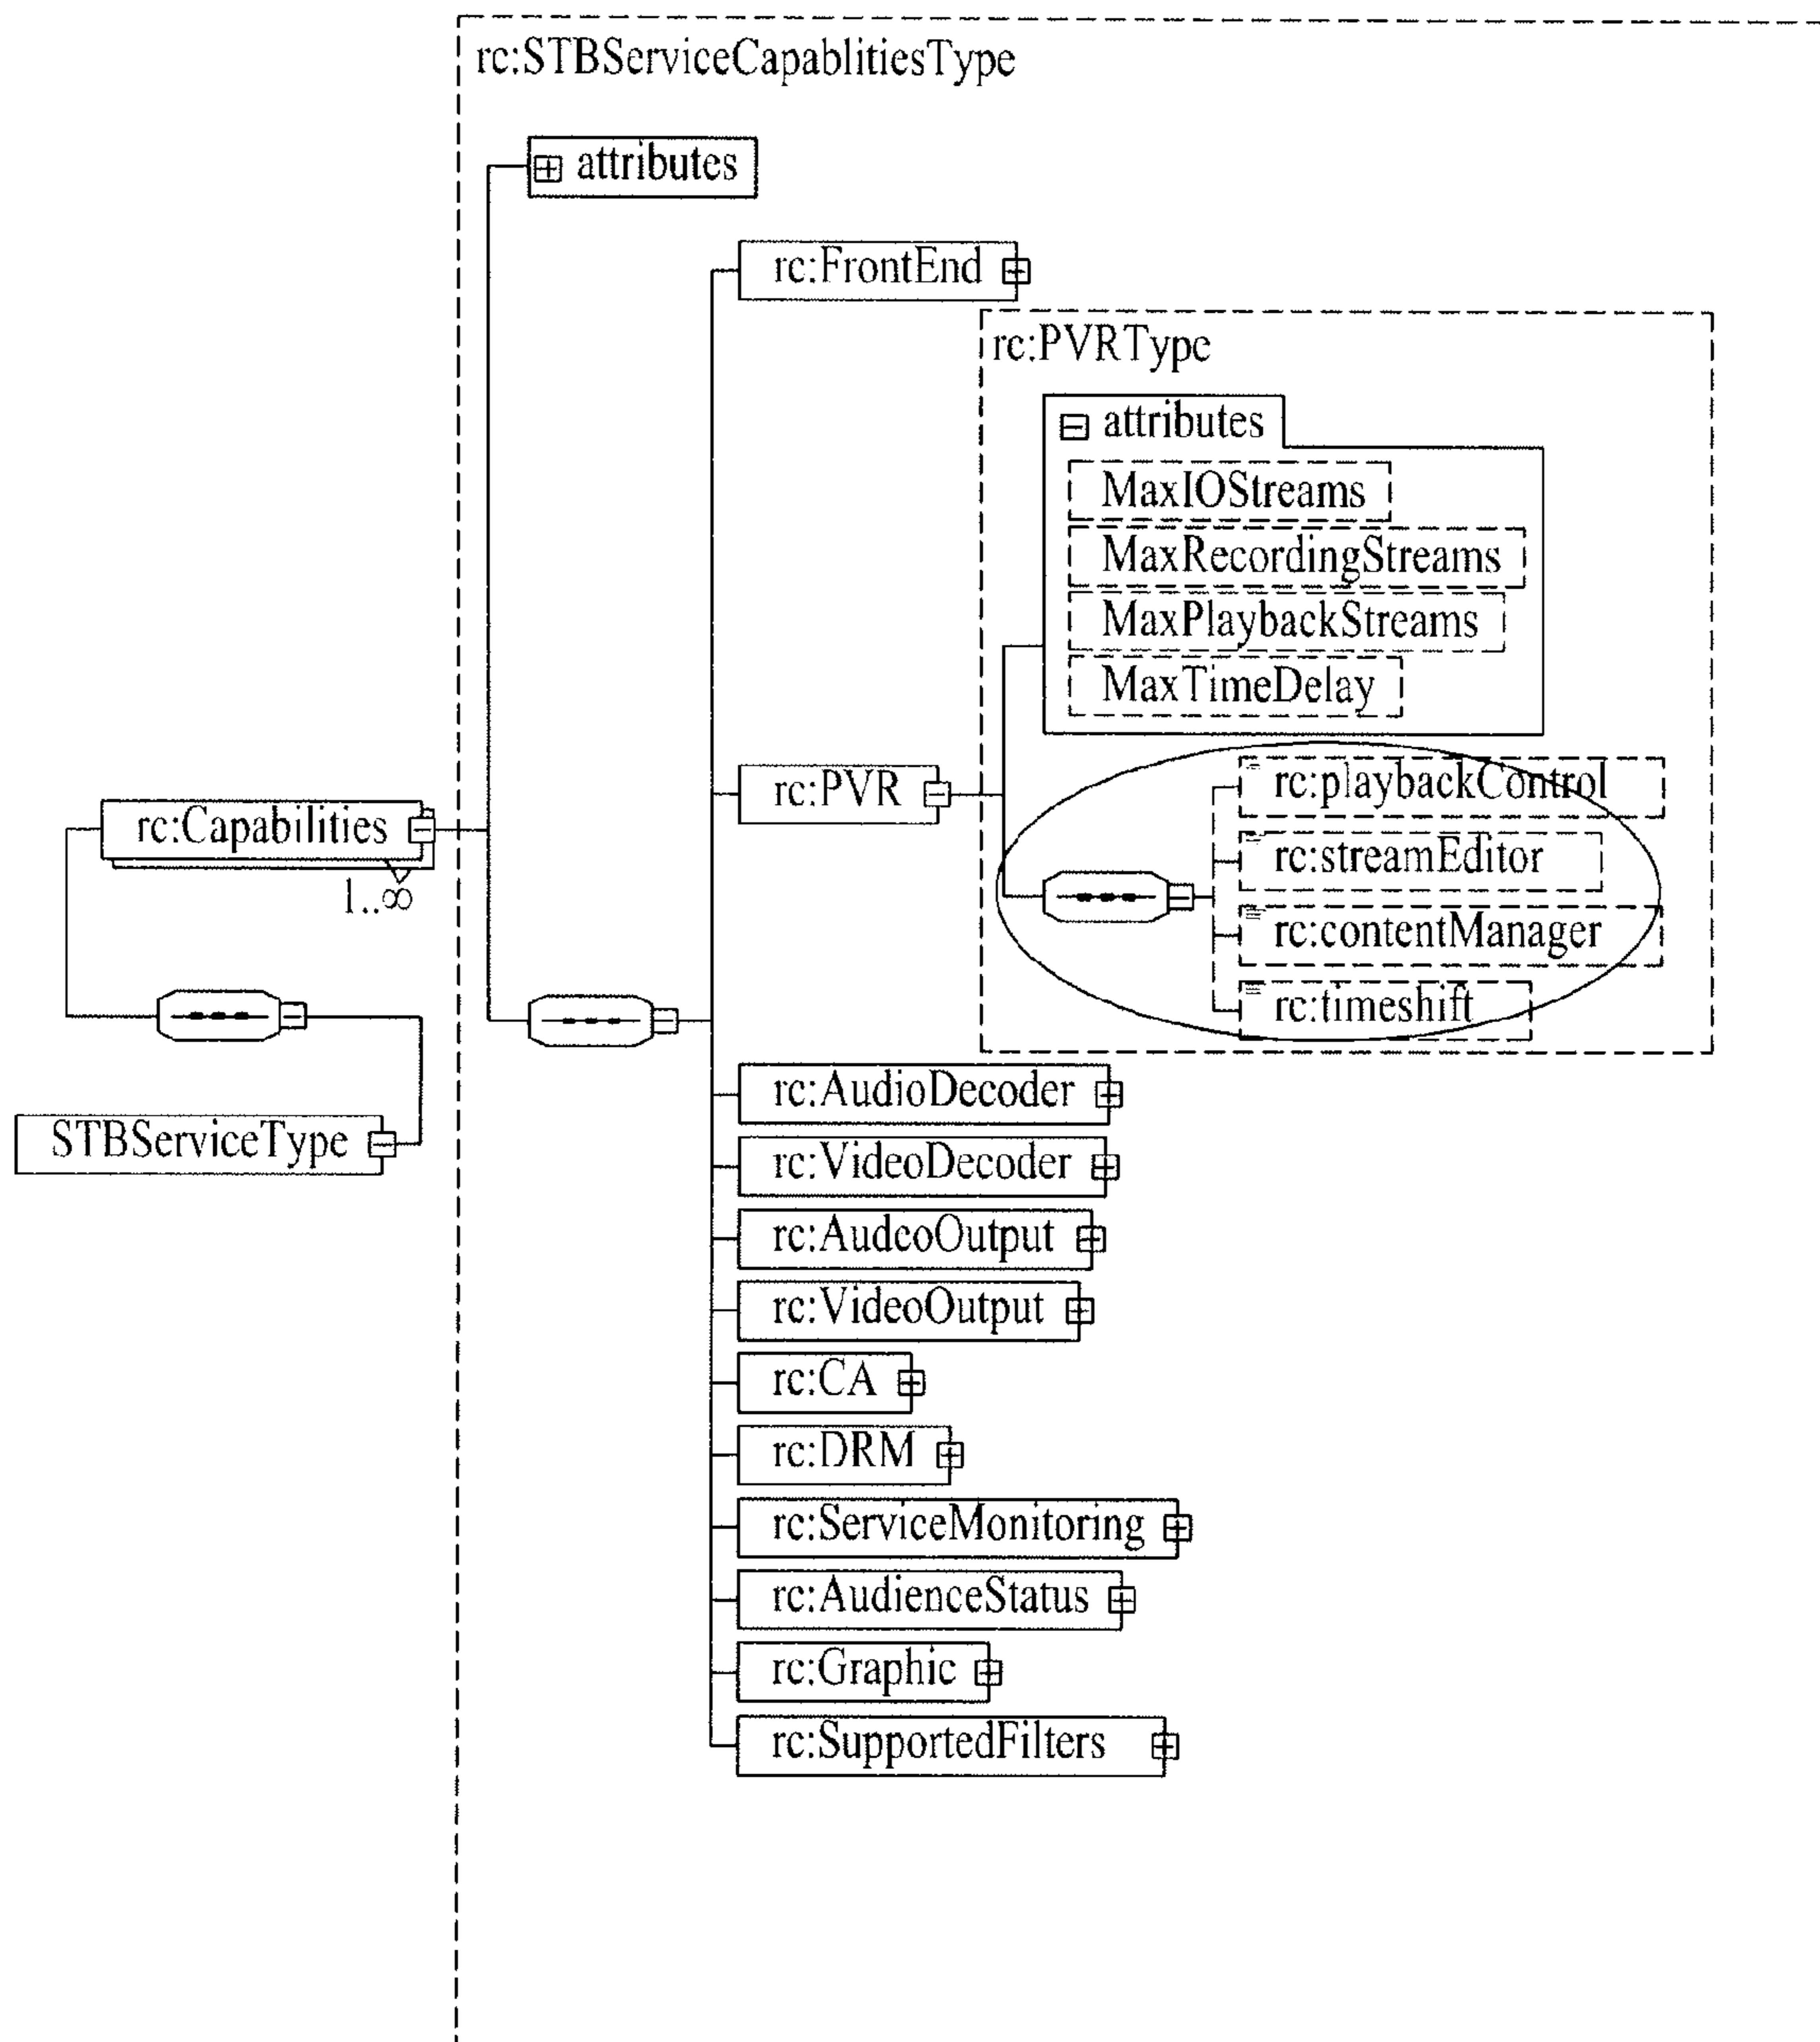 rc:STBServiceCapablitiesType
attributes
rc:FrontEnd
rc:PVRType
attributes
MaxIOStreams
MaxRecordingStreams
MaxPlaybackStreams
MaxTimeDelay
rc:PVR
rc:playbackControl
rc:streamEditor
rc:contentManager
rc:timeshift
rc:Capabilities
1..∞
STBServiceType
rc:AudioDecoder
rc:VideoDecoder
rc:AudeoOutput
rc:VideoOutput
rc:CA
rc:DRM
rc:ServiceMonitoring
rc:AudienceStatus
rc:Graphic
rc:SupportedFilters